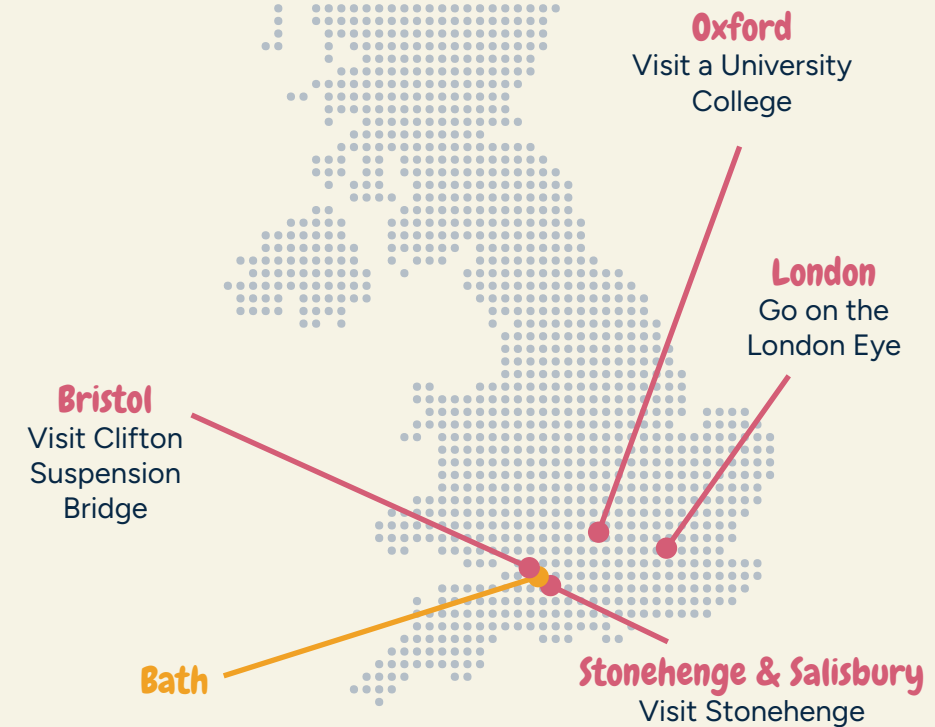 Oxford
Visit a University
College
London
Go on the
London Eye
Bristol
Visit Clifton
Suspension
Bridge
Bath
Stonehenge & Salisbury
Visit Stonehenge